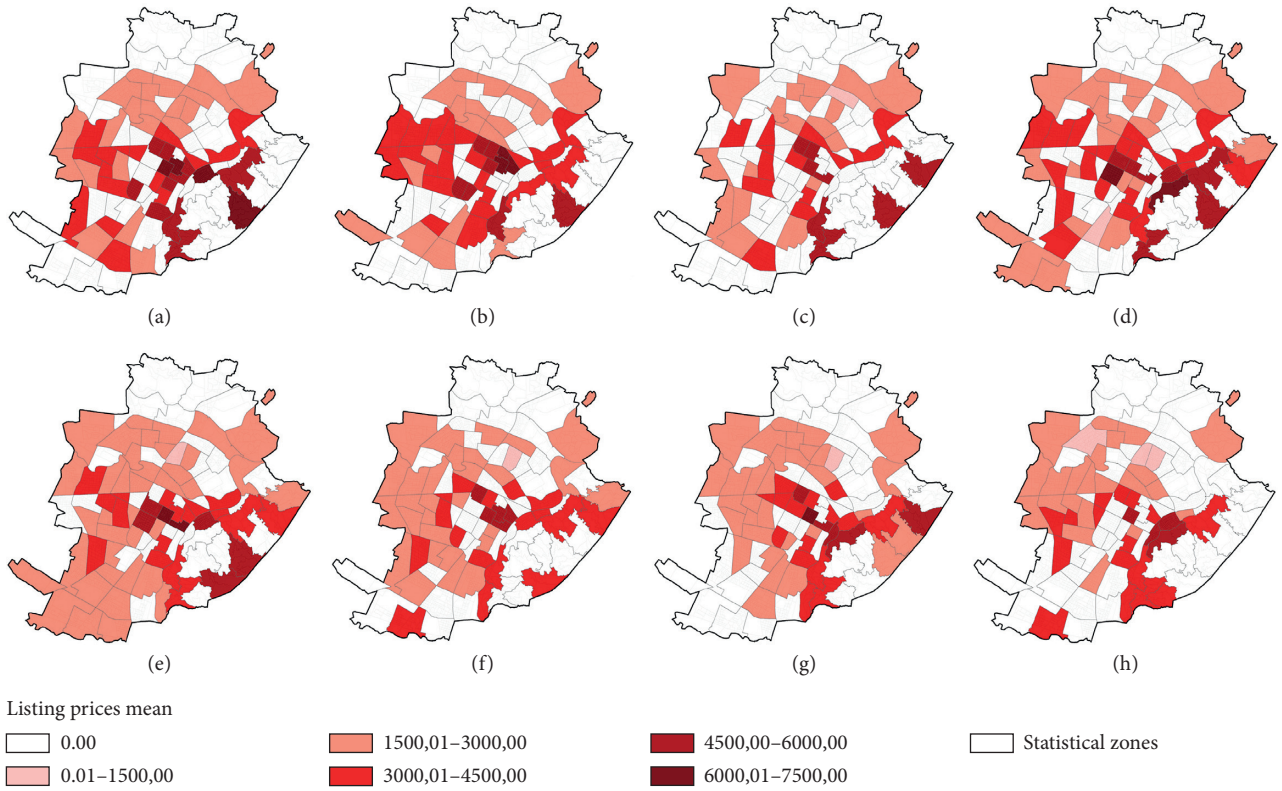 (a) (b) (c) (d)
(e) (f) (g) (h)
Listing prices mean
0.00 1500,01–3000,00 4500,00–6000,00 Statistical zones
0.01–1500,00 3000,01–4500,00 6000,01–7500,00